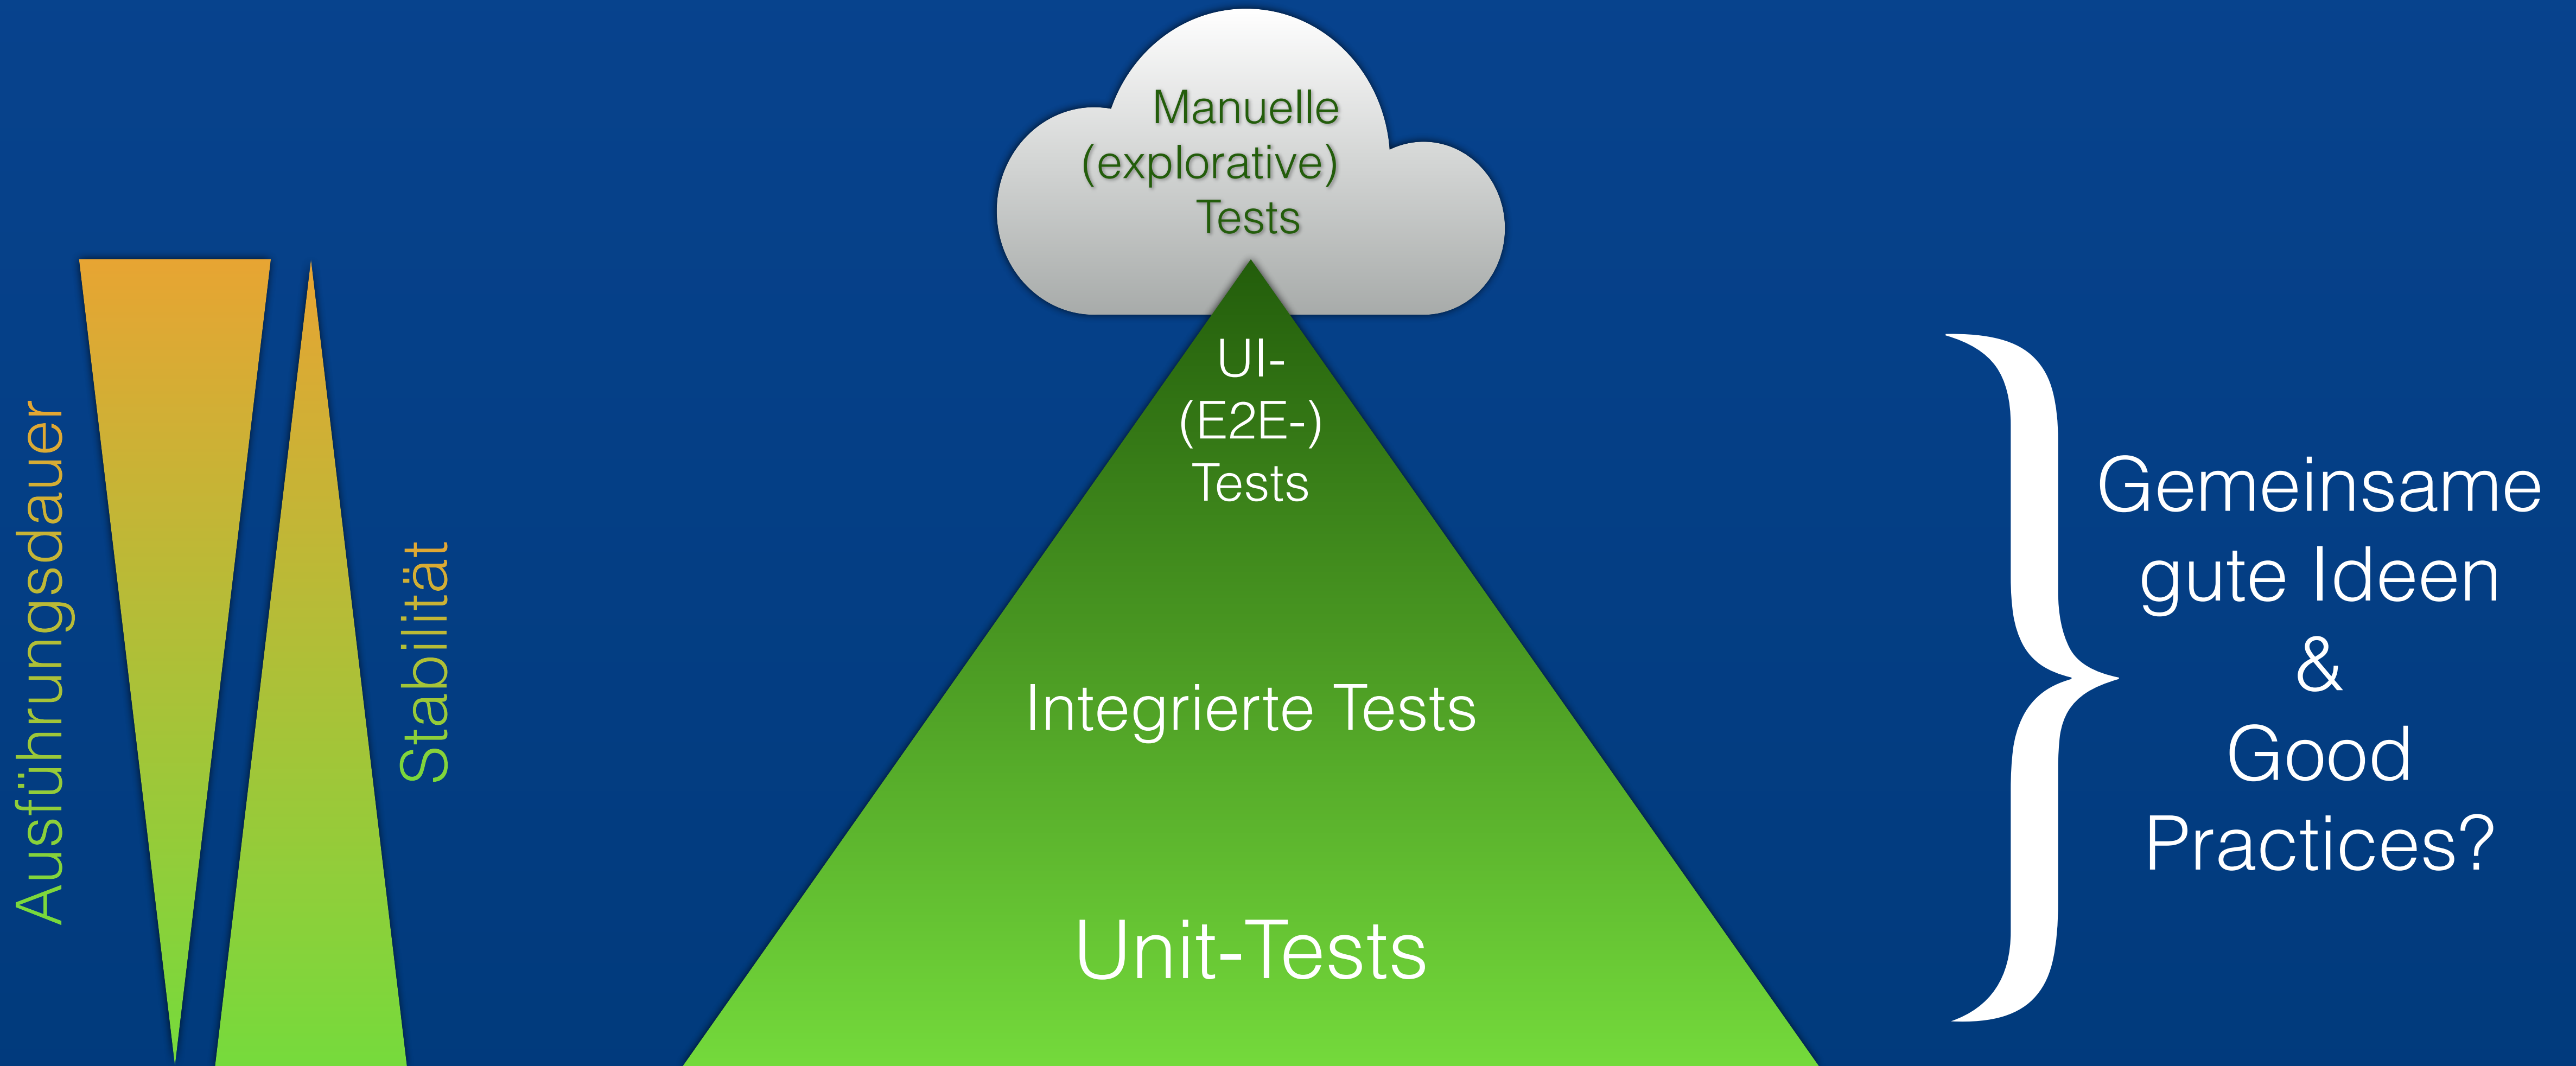 Manuelle
(explorative)
Tests
Ausführungsdauer
Stabilität
UI-
(E2E-)
Tests
Integrierte Tests
Unit-Tests
Gemeinsame
gute Ideen
&
Good
Practices?